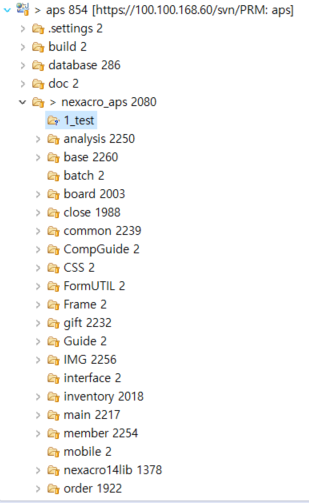 > aps 854 [https://100.100.168.60/svn/PRM: aps]
> .settings 2
> build 2
> database 286
> doc 2
> nexacro_aps 2080
1_test
> analysis 2250
> base 2260
batch 2
> board 2003
> close 1988
> common 2239
> CompGuide 2
> CSS 2
> FormUTIL 2
> Frame 2
> gift 2232
> Guide 2
> IMG 2256
interface 2
> inventory 2018
> main 2217
> member 2254
mobile 2
> nexacro14lib 1378
> order 1922